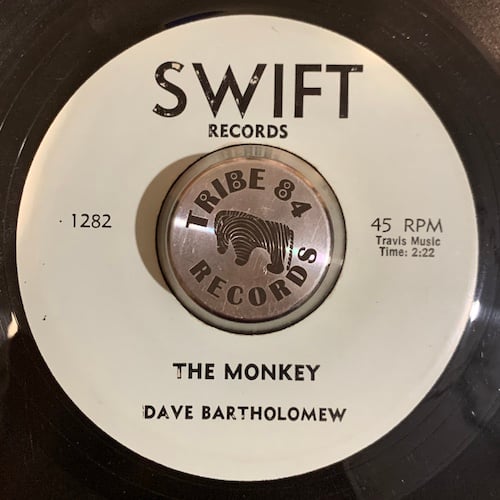 SWIFT
RECORDS
TRIBE 84
RECORDS
· 1282
45 RPM
Travis Music
Time: 2:22
THE MONKEY
DAVE BARTHOLOMEW